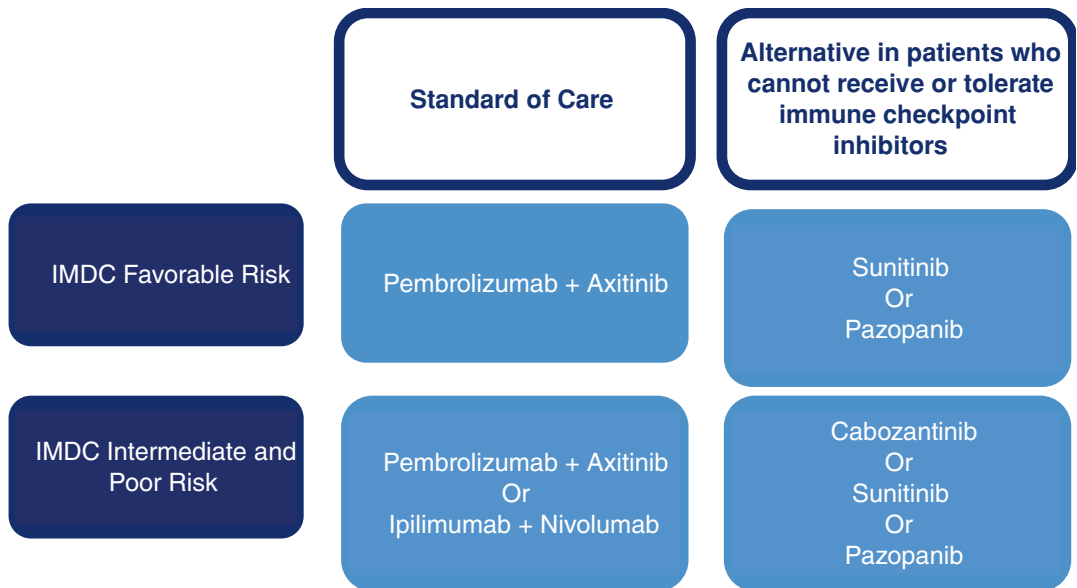 Standard of Care
Alternative in patients who
cannot receive or tolerate
immune checkpoint
inhibitors
IMDC Favorable Risk
Pembrolizumab + Axitinib
Sunitinib
Or
Pazopanib
IMDC Intermediate and
Poor Risk
Pembrolizumab + Axitinib
Or
Ipilimumab + Nivolumab
Cabozantinib
Or
Sunitinib
Or
Pazopanib